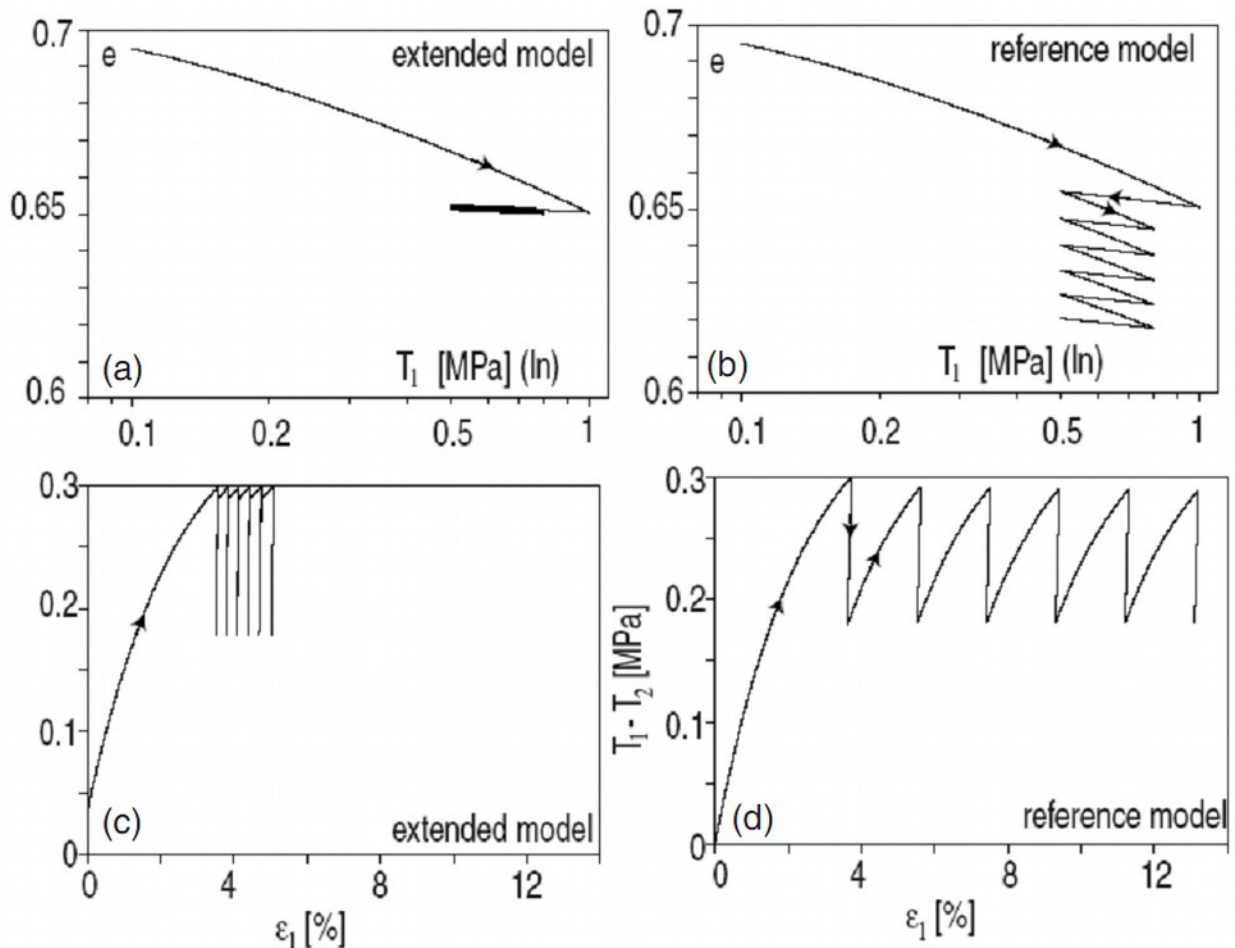 0.7
e
extended model
0.65
0.6
(a)
T₁ [MPa] (ln)
0.1
0.2
0.5
1
0.7
e
reference model
0.65
0.6
(b)
T₁ [MPa] (ln)
0.1
0.2
0.5
1
0.3
0.2
0.1
0
(c)
extended model
0
4
8
12
ε₁ [%]
0.3
0.2
0.1
0
T₁ - T₂ [MPa]
(d)
reference model
0
4
8
12
ε₁ [%]